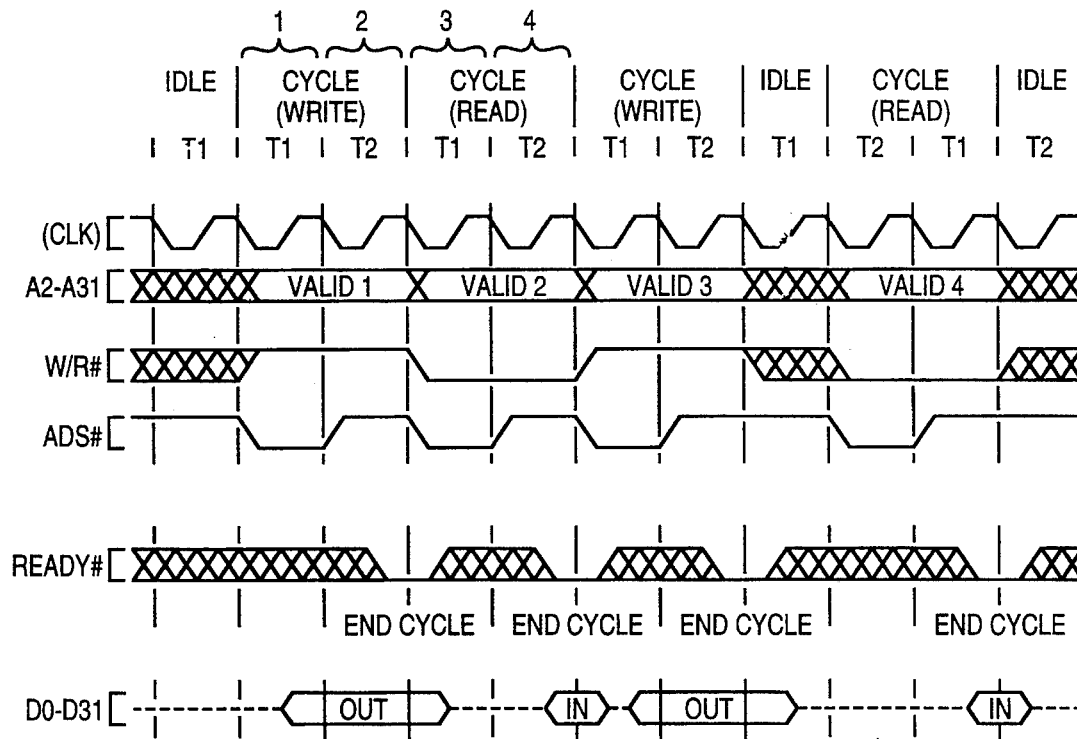 1 2 3 4
IDLE CYCLE (WRITE) CYCLE (READ) CYCLE (WRITE) IDLE CYCLE (READ) IDLE
T1 T1 T2 T1 T2 T1 T2 T1 T2 T1 T2
(CLK)
A2-A31 VALID 1 VALID 2 VALID 3 VALID 4
W/R#
ADS#
READY#
END CYCLE END CYCLE END CYCLE END CYCLE
D0-D31 OUT IN OUT IN